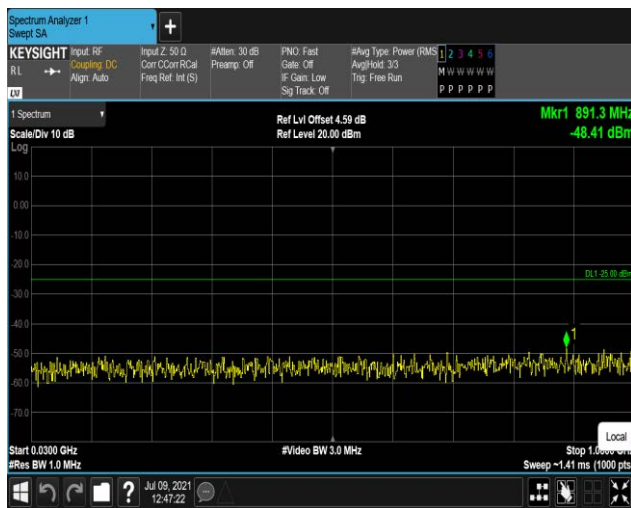 Spectrum Analyzer 1
Swept SA
+
KEYSIGHT
RL
Input: RF
Coupling: DC
Align: Auto
Input Z: 50 Ω
Corr CCorr RCal
Freq Ref: Int (S)
#Atten: 30 dB
Preamp: Off
PNO: Fast
Gate: Off
IF Gain: Low
Sig Track: Off
#Avg Type: Power (RMS
Avg|Hold: 3/3
Trig: Free Run
1 2 3 4 5 6
M W W W W W
P P P P P P
LXI
1 Spectrum
Scale/Div 10 dB
Ref Lvl Offset 4.59 dB
Ref Level 20.00 dBm
Mkr1 891.3 MHz
-48.41 dBm
Log
10.0
0.00
-10.0
-20.0
DL1 -25.00 dBm
-30.0
-40.0
1
-50.0
-60.0
-70.0
Local
Start 0.0300 GHz
#Video BW 3.0 MHz
Stop
#Res BW 1.0 MHz
Sweep ~1.41 ms (1000 pts
?
Jul 09, 2021
12:47:22